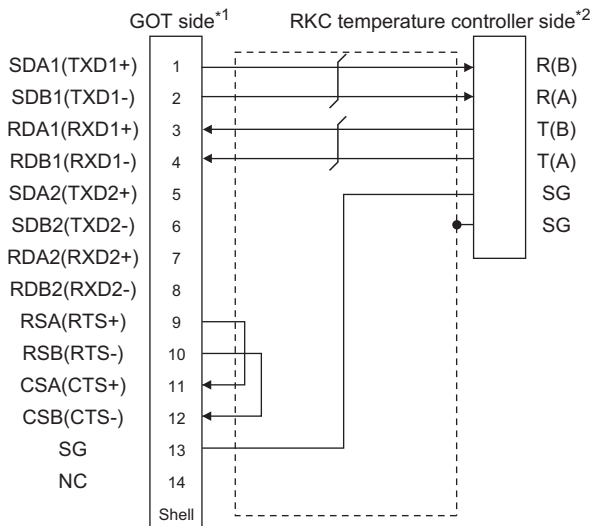 GOT side*1 RKC temperature controller side*2
SDA1(TXD1+) 1 R(B)
SDB1(TXD1-) 2 R(A)
RDA1(RXD1+) 3 T(B)
RDB1(RXD1-) 4 T(A)
SDA2(TXD2+) 5 SG
SDB2(TXD2-) 6 SG
RDA2(RXD2+) 7
RDB2(RXD2-) 8
RSA(RTS+) 9
RSB(RTS-) 10
CSA(CTS+) 11
CSB(CTS-) 12
SG 13
NC 14
Shell